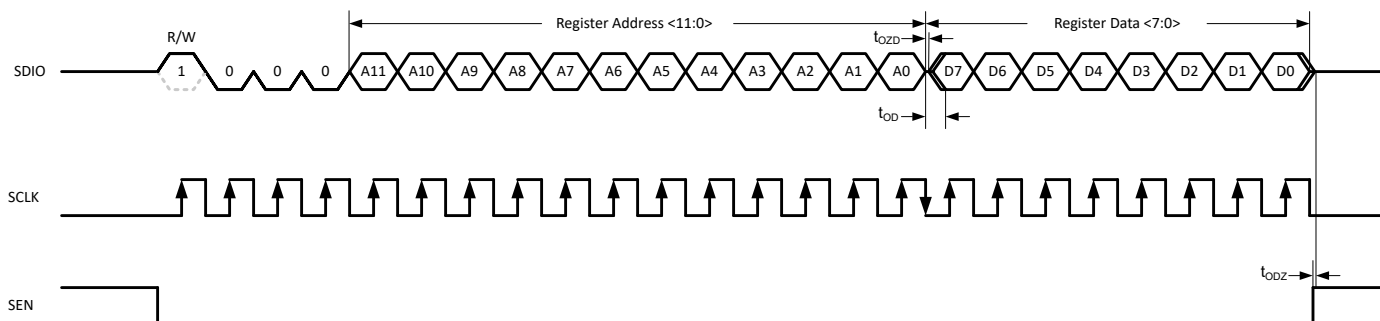 Register Address <11:0> Register Data <7:0>
R/W tOZD
SDIO 1 0 0 0 A11 A10 A9 A8 A7 A6 A5 A4 A3 A2 A1 A0 D7 D6 D5 D4 D3 D2 D1 D0
tOD
SCLK
tODZ
SEN